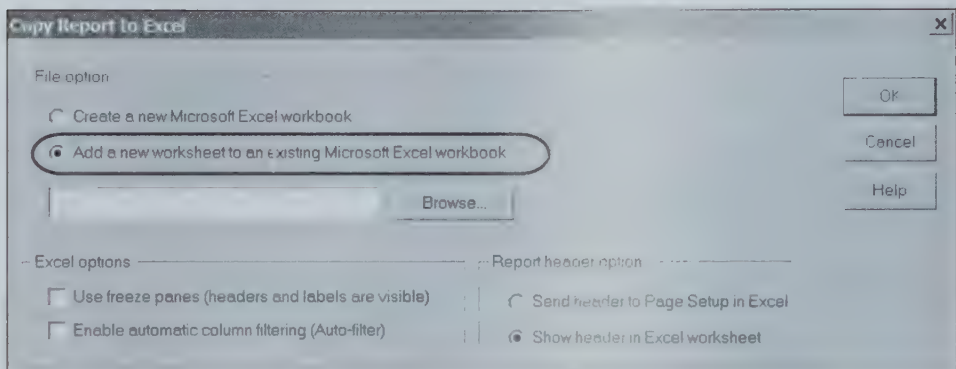 Copy Report to Excel
File option
Create a new Microsoft Excel workbook
Add a new worksheet to an existing Microsoft Excel workbook
Browse...
OK
Cancel
Help
Excel options
Use freeze panes (headers and labels are visible)
Enable automatic column filtering (Auto-filter)
Report header option
Send header to Page Setup in Excel
Show header in Excel worksheet